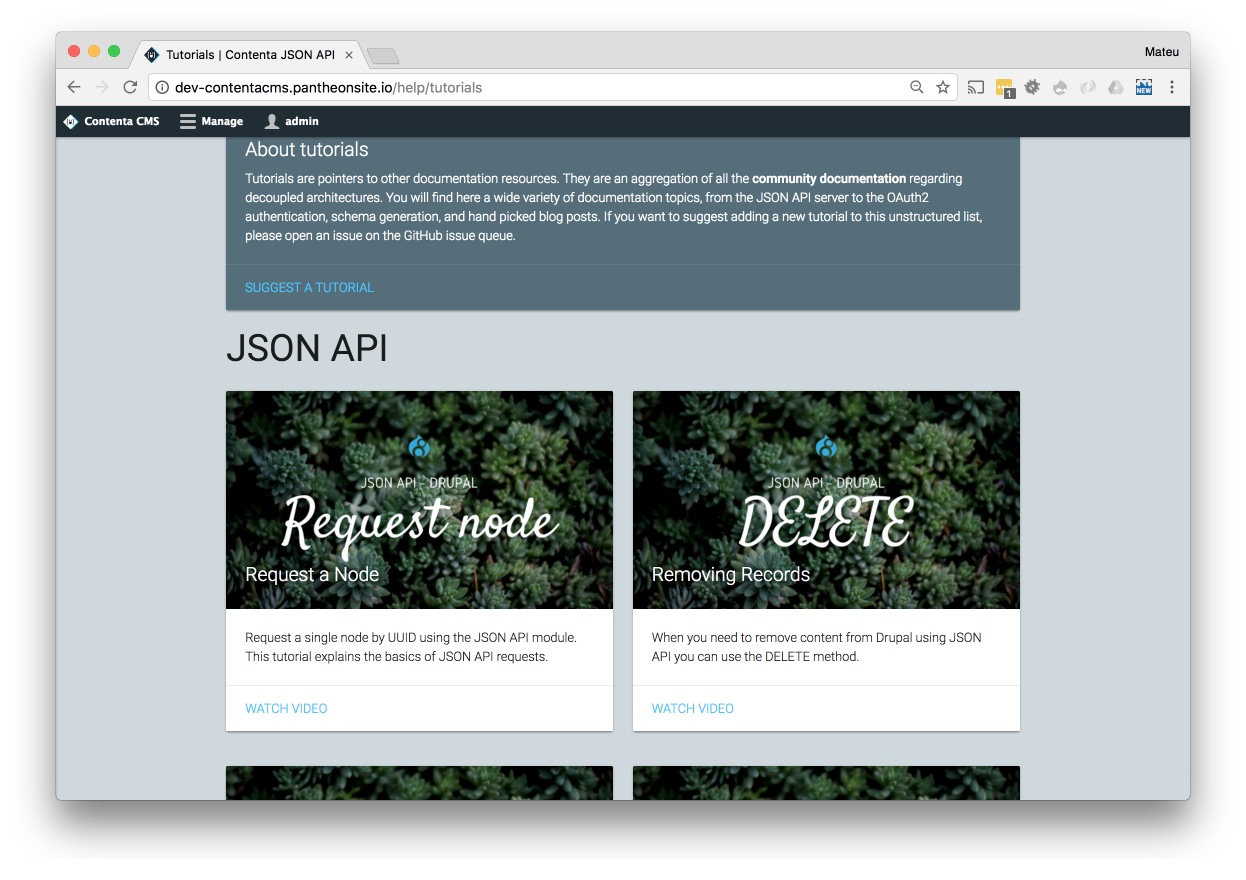 Tutorials | Contenta JSON API
Mateu
dev-contentacms.pantheonsite.io/help/tutorials
1
NEW
Contenta CMS
Manage
admin
About tutorials
Tutorials are pointers to other documentation resources. They are an aggregation of all the community documentation regarding
decoupled architectures. You will find here a wide variety of documentation topics, from the JSON API server to the OAuth2
authentication, schema generation, and hand picked blog posts. If you want to suggest adding a new tutorial to this unstructured list,
please open an issue on the GitHub issue queue.
SUGGEST A TUTORIAL
JSON API
JSON API - DRUPAL
Request node
Request a Node
Request a single node by UUID using the JSON API module.
This tutorial explains the basics of JSON API requests.
WATCH VIDEO
JSON API - DRUPAL
DELETE
Removing Records
When you need to remove content from Drupal using JSON
API you can use the DELETE method.
WATCH VIDEO